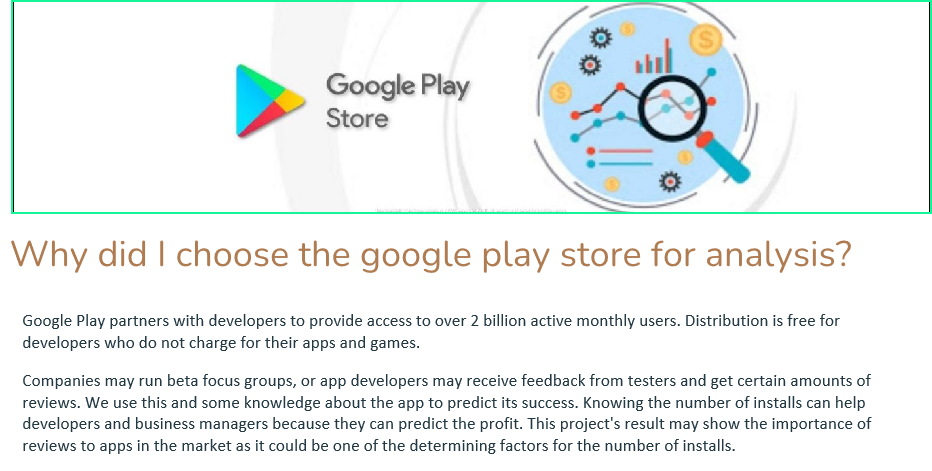 Google Play
Store
Why did I choose the google play store for analysis?
Google Play partners with developers to provide access to over 2 billion active monthly users. Distribution is free for
developers who do not charge for their apps and games.
Companies may run beta focus groups, or app developers may receive feedback from testers and get certain amounts of
reviews. We use this and some knowledge about the app to predict its success. Knowing the number of installs can help
developers and business managers because they can predict the profit. This project's result may show the importance of
reviews to apps in the market as it could be one of the determining factors for the number of installs.